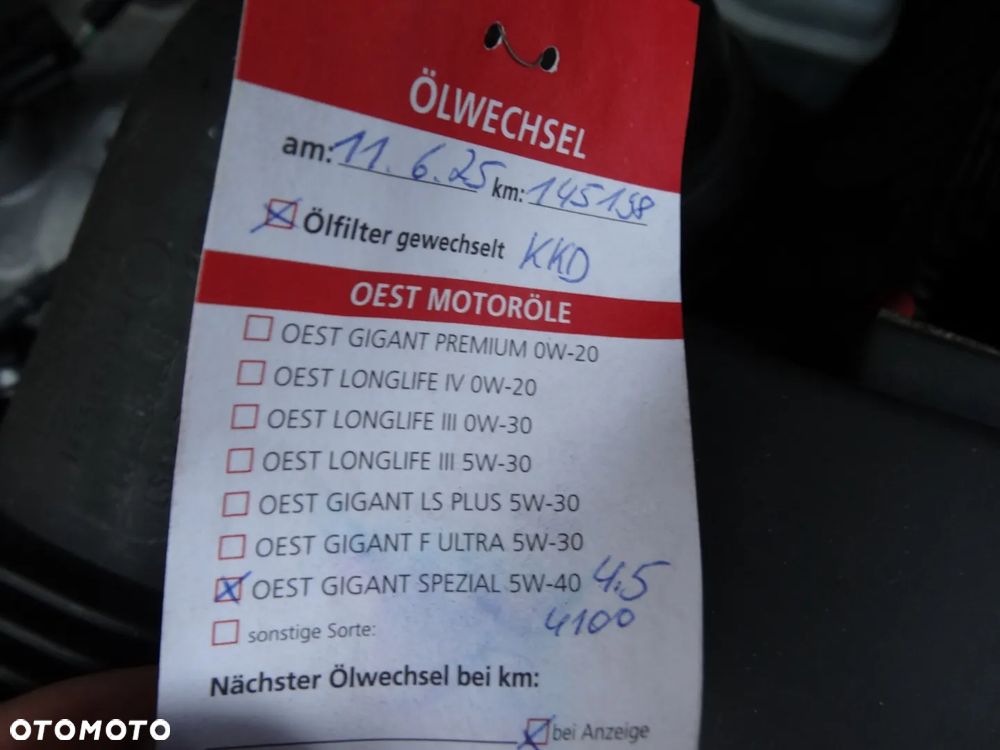 ÖLWECHSEL
am: 11.6.25 km: 145198
Ölfilter gewechselt KKD
OEST MOTORÖLE
OEST GIGANT PREMIUM 0W-20
OEST LONGLIFE IV 0W-20
OEST LONGLIFE III 0W-30
OEST LONGLIFE III 5W-30
OEST GIGANT LS PLUS 5W-30
OEST GIGANT F ULTRA 5W-30
OEST GIGANT SPEZIAL 5W-40 4.5
sonstige Sorte: 4100
Nächster Ölwechsel bei km:
bei Anzeige
OTOMOTO